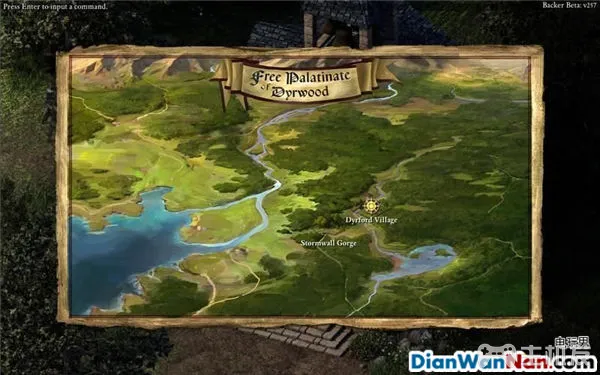 Press Enter to input a command.
Backer Beta: v257
Free Palatinate
of
Dyrwood
Dyrford Village
Stormwall Gorge
电玩男
DianWanNan.com